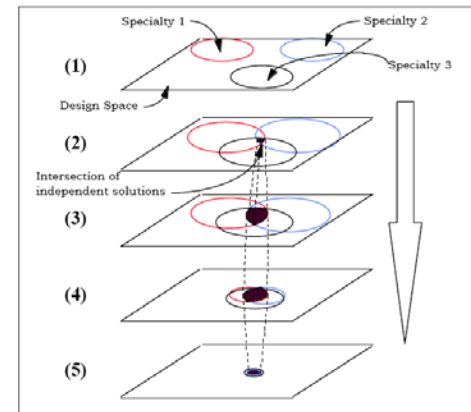 Specialty 1
Specialty 2
(1)
Specialty 3
Design Space
(2)
Intersection of
independent solutions
(3)
(4)
(5)